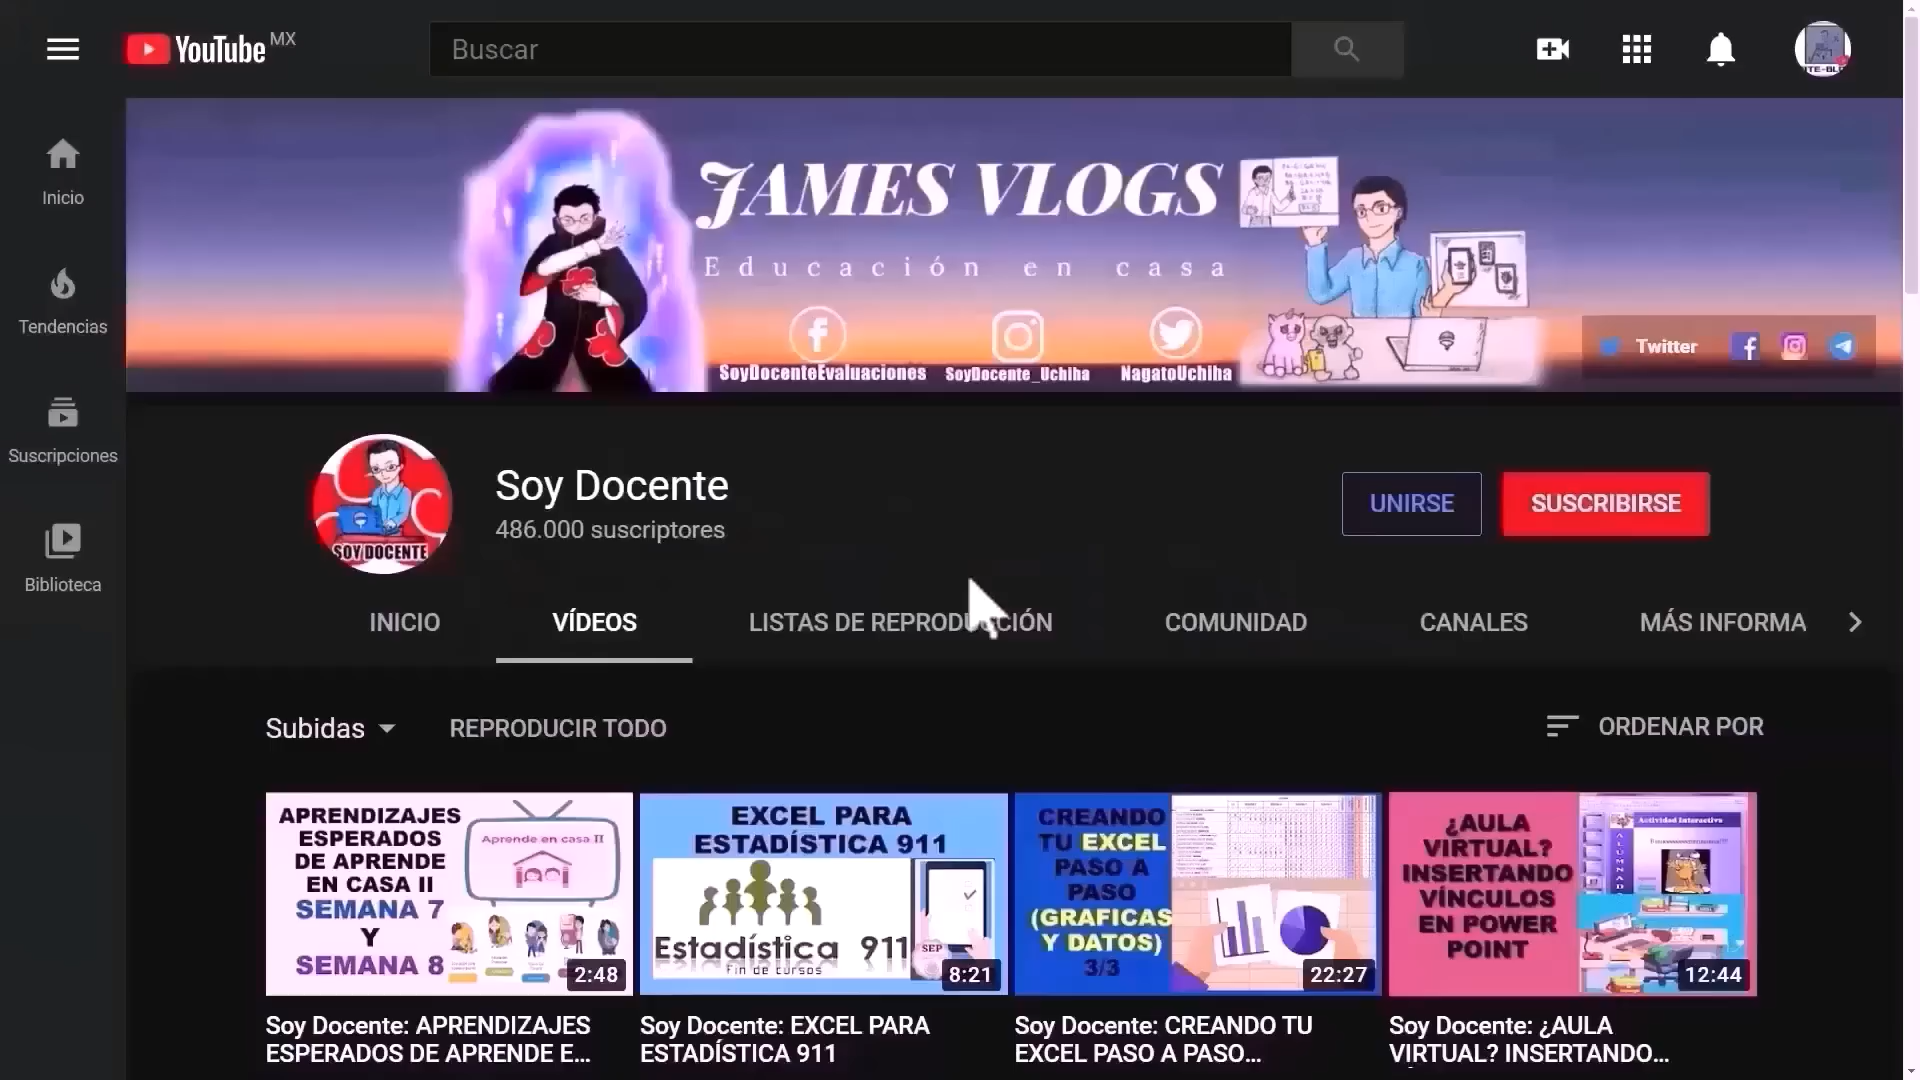 YouTube MX
Buscar
Inicio
Tendencias
Suscripciones
Biblioteca
JAMES VLOGS
Educación en casa
SoyDocenteEvaluaciones
SoyDocente_Uchiha
NagatoUchiha
Twitter
SOY DOCENTE
Soy Docente
486.000 suscriptores
UNIRSE
SUSCRIBIRSE
INICIO
VÍDEOS
LISTAS DE REPRODUCCIÓN
COMUNIDAD
CANALES
MÁS INFORMA
Subidas
REPRODUCIR TODO
ORDENAR POR
APRENDIZAJES
ESPERADOS
DE APRENDE
EN CASA II
SEMANA 7
Y
SEMANA 8
Aprende en casa II
2:48
EXCEL PARA
ESTADÍSTICA 911
Estadística 911
Fin de cursos
SEP
8:21
CREANDO
TU EXCEL
PASO A
PASO
(GRAFICAS
Y DATOS)
3/3
22:27
¿AULA
VIRTUAL?
INSERTANDO
VÍNCULOS
EN POWER
POINT
Actividad Interactiva
12:44
Soy Docente: APRENDIZAJES
ESPERADOS DE APRENDE E...
Soy Docente: EXCEL PARA
ESTADÍSTICA 911
Soy Docente: CREANDO TU
EXCEL PASO A PASO...
Soy Docente: ¿AULA
VIRTUAL? INSERTANDO...